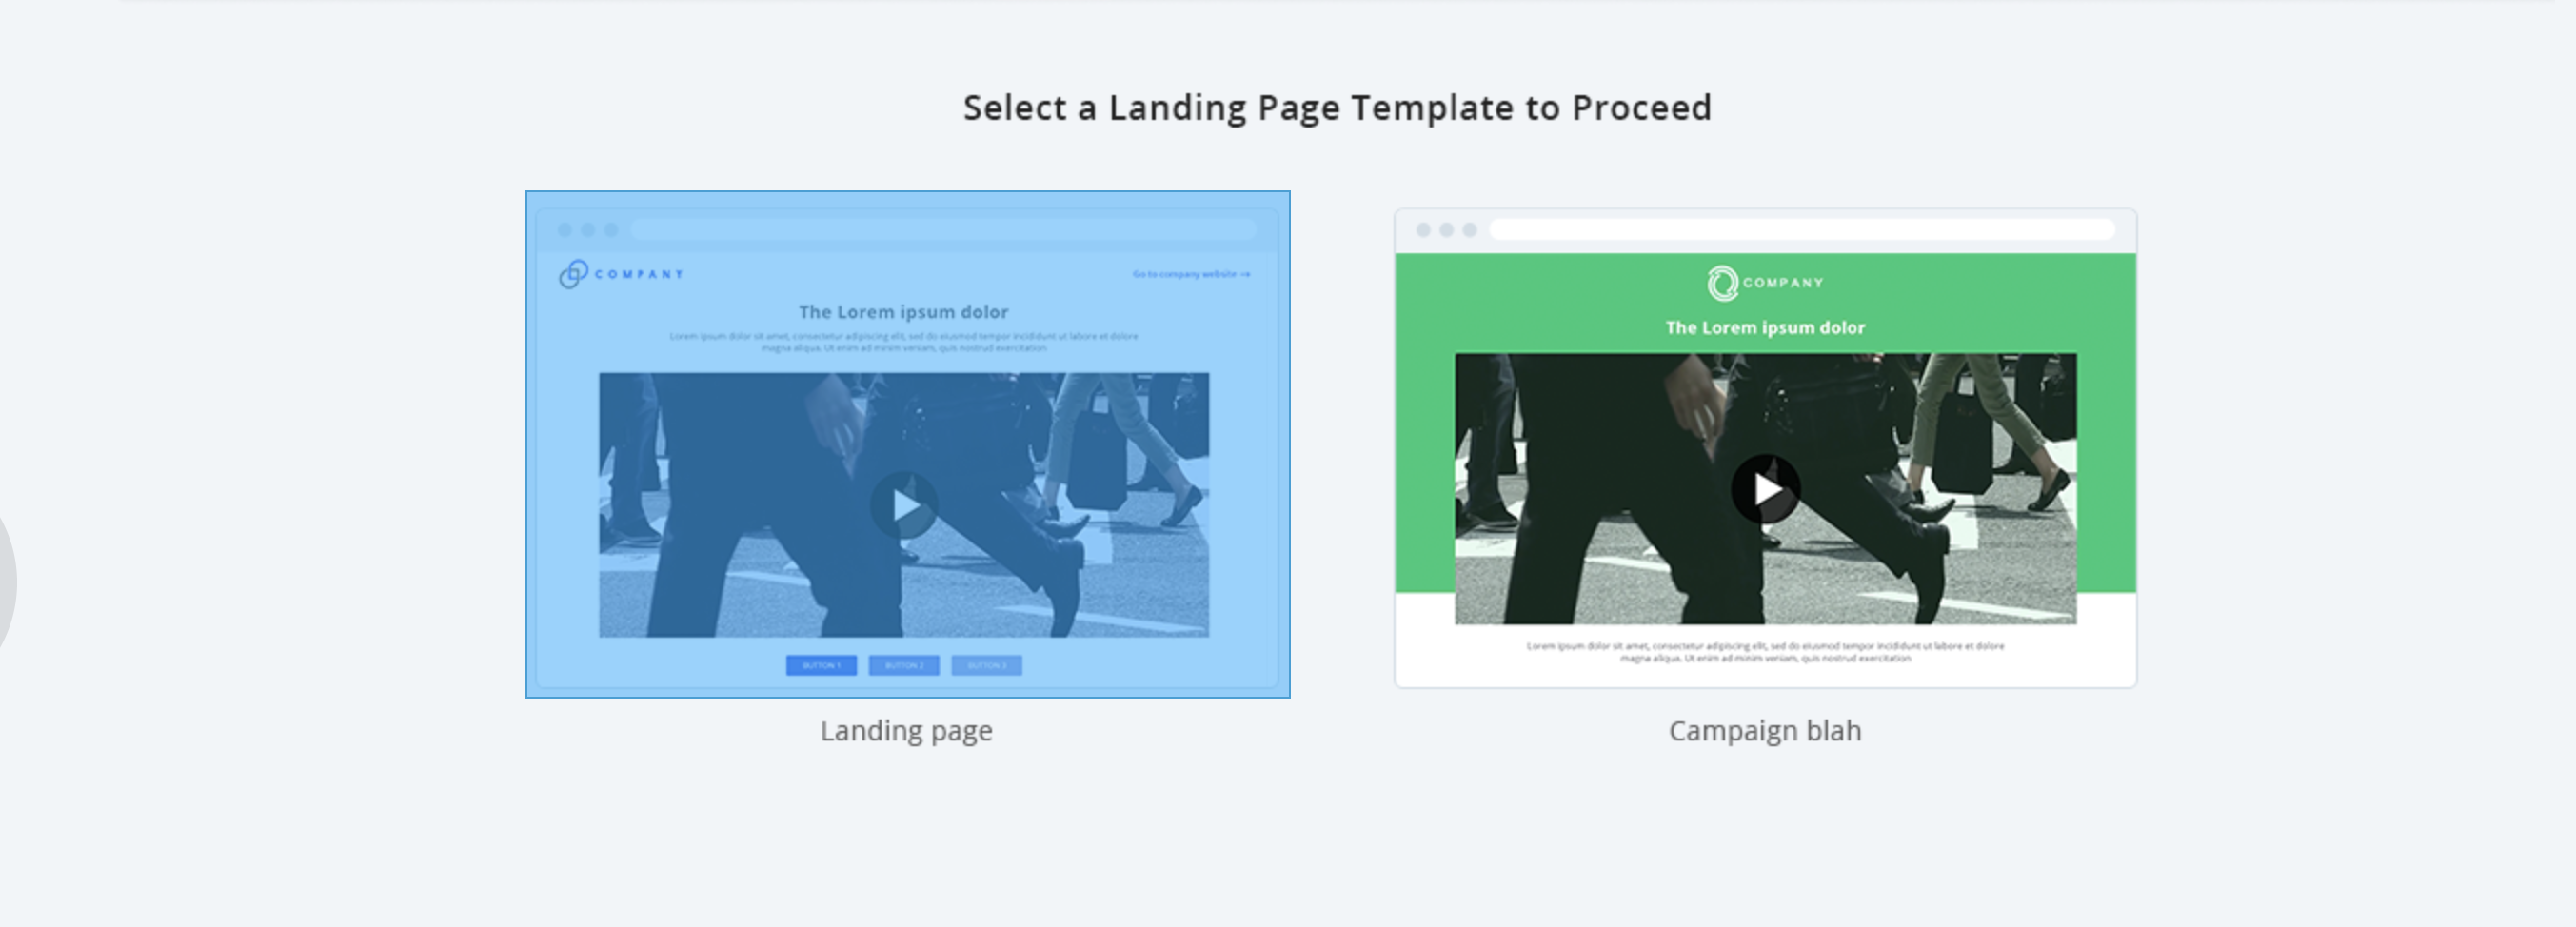 Select a Landing Page Template to Proceed
COMPANY
Go to company website →
The Lorem ipsum dolor
Lorem ipsum dolor sit amet, consectetur adipiscing elit, sed do eiusmod tempor incididunt ut labore et dolore
magna aliqua. Ut enim ad minim veniam, quis nostrud exercitation
BUTTON 1
BUTTON 2
BUTTON 3
Landing page
COMPANY
The Lorem ipsum dolor
Lorem ipsum dolor sit amet, consectetur adipiscing elit, sed do eiusmod tempor incididunt ut labore et dolore
magna aliqua. Ut enim ad minim veniam, quis nostrud exercitation
Campaign blah